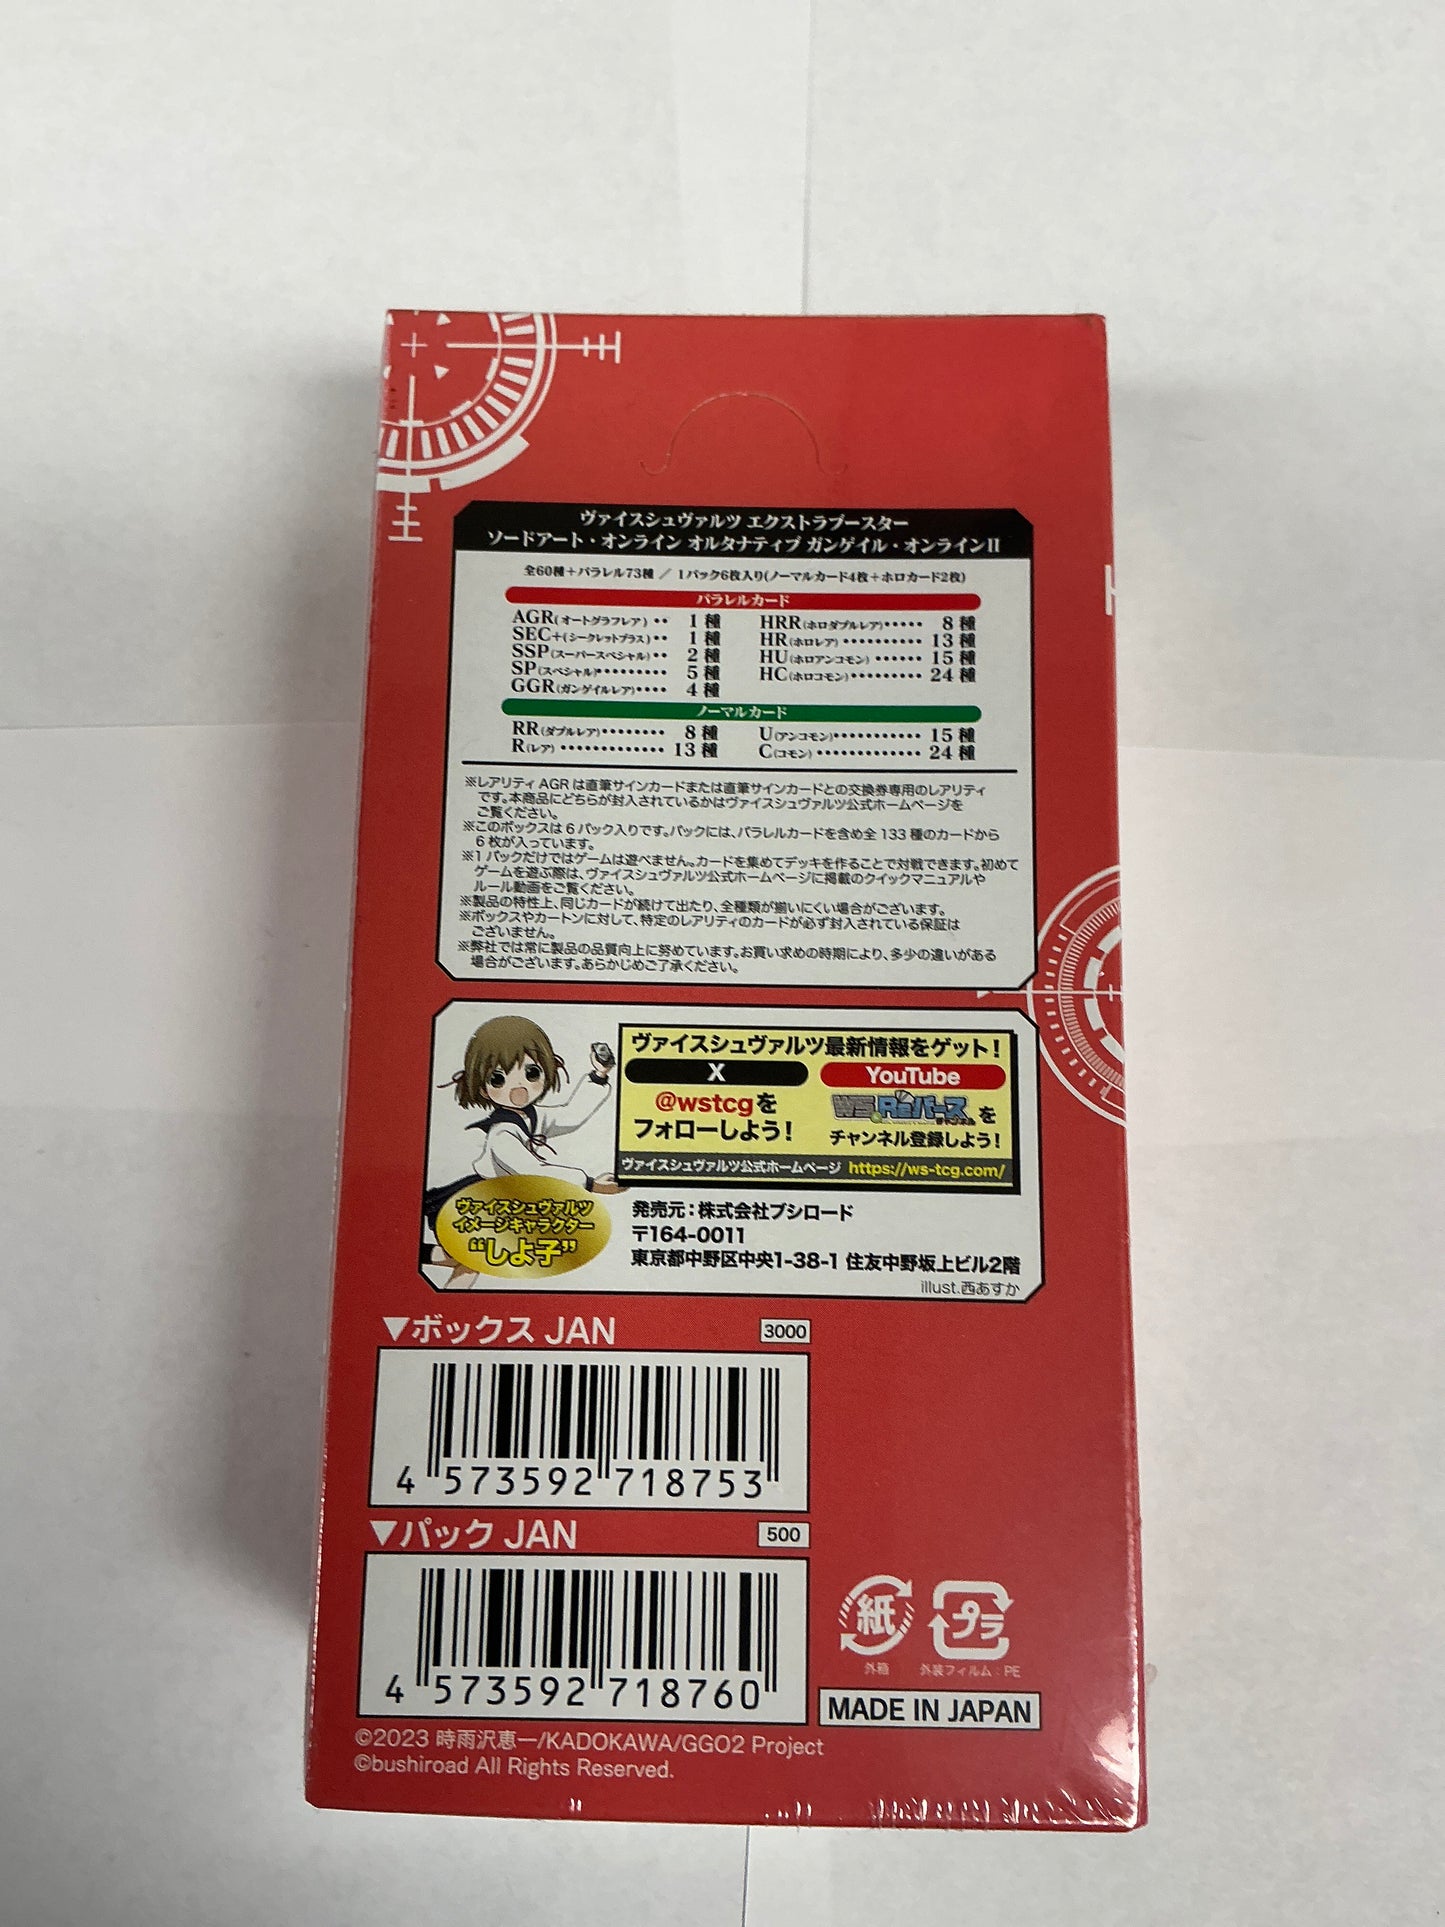 ヴァイスシュヴァルツ エクストラブースター
ソードアート・オンライン オルタナティブ ガンゲイル・オンラインII
全60種＋パラレル73種 ／ 1パック6枚入り(ノーマルカード4枚＋ホロカード2枚)
パラレルカード
AGR(オートグラフレア)‥ 1 種
SEC+(シークレットプラス)‥ 1 種
SSP(スーパースペシャル)‥ 2 種
SP(スペシャル)········· 5 種
GGR(ガンゲイルレア)···· 4 種
HRR(ホロダブルレア)····· 8 種
HR(ホロレア) ·········· 13 種
HU(ホロアンコモン) ······ 15 種
HC(ホロコモン)········· 24 種
ノーマルカード
RR(ダブルレア)········ 8 種
R(レア) ············· 13 種
U(アンコモン)··········· 15 種
C(コモン) ············· 24 種
※レアリティ AGR は直筆サインカードまたは直筆サインカードとの交換券専用のレアリティ
です。本商品にどちらが封入されているかはヴァイスシュヴァルツ公式ホームページを
ご覧ください。
※このボックスは 6 パック入りです。パックには、パラレルカードを含め全 133 種のカードから
6 枚が入っています。
※1 パックだけではゲームは遊べません。カードを集めてデッキを作ることで対戦できます。初めて
ゲームを遊ぶ際は、ヴァイスシュヴァルツ公式ホームページに掲載のクイックマニュアルや
ルール動画をご覧ください。
※製品の特性上、同じカードが続けて出たり、全種類が揃いにくい場合がございます。
※ボックスやカートンに対して、特定のレアリティのカードが必ず封入されている保証は
ございません。
※弊社では常に製品の品質向上に努めています。お買い求めの時期により、多少の違いがある
場合がございます。あらかじめご了承ください。
ヴァイスシュヴァルツ最新情報をゲット！
X
@wstcgを
フォローしよう！
YouTube
WS Reバースチャンネルを
チャンネル登録しよう！
ヴァイスシュヴァルツ公式ホームページ https://ws-tcg.com/
ヴァイスシュヴァルツ
イメージキャラクター
“しよ子”
発売元：株式会社ブシロード
〒164-0011
東京都中野区中央1-38-1 住友中野坂上ビル2階
illust.西あすか
▼ボックス JAN
3000
4 573592 718753
▼パック JAN
500
4 573592 718760
紙
外箱
プラ
外装フィルム：PE
MADE IN JAPAN
©2023 時雨沢恵一/KADOKAWA/GGO2 Project
©bushiroad All Rights Reserved.